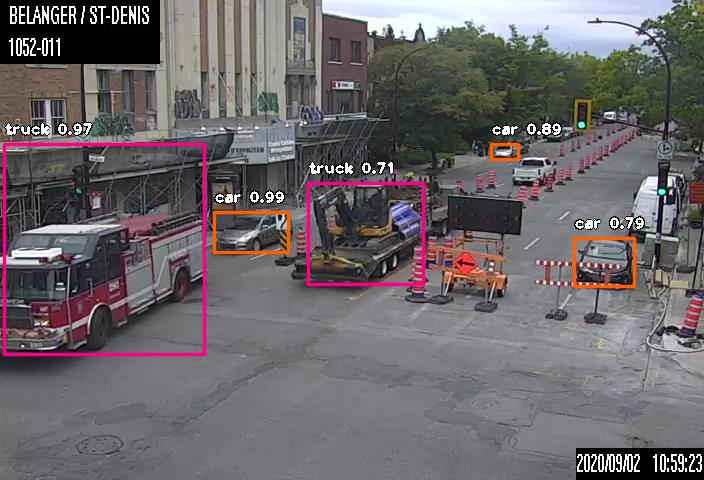 BELANGER / ST-DENIS
1052-011
truck 0.97
car 0.99
truck 0.71
car 0.89
car 0.79
2020/09/02 10:59:23